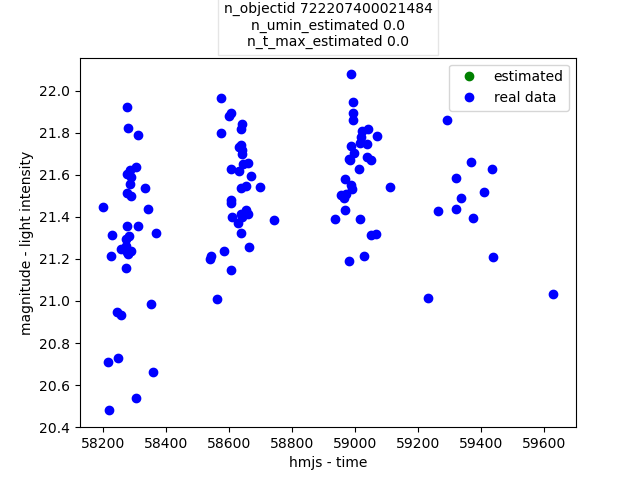 n_objectid 722207400021484
n_umin_estimated 0.0
n_t_max_estimated 0.0
estimated
real data
22.0
21.8
21.6
21.4
21.2
21.0
20.8
20.6
20.4
magnitude - light intensity
58200 58400 58600 58800 59000 59200 59400 59600
hmjs - time